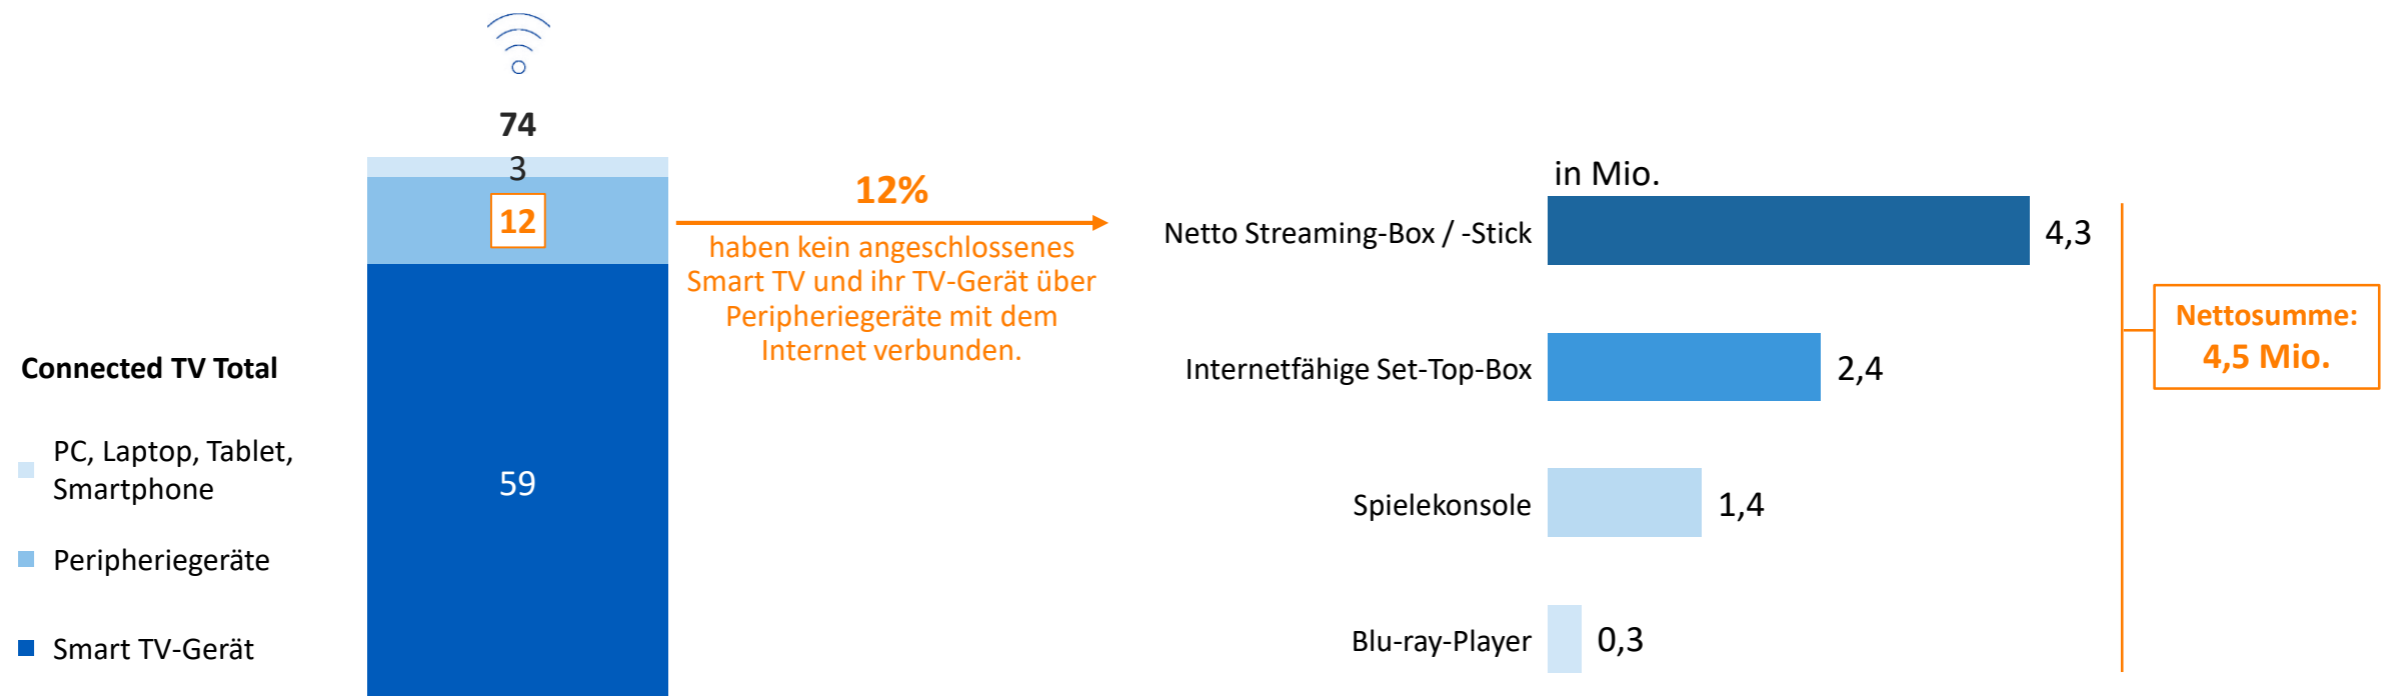 74
3
12
59
Connected TV Total
PC, Laptop, Tablet,
Smartphone
Peripheriegeräte
Smart TV-Gerät
12%
haben kein angeschlossenes
Smart TV und ihr TV-Gerät über
Peripheriegeräte mit dem
Internet verbunden.
in Mio.
Netto Streaming-Box / -Stick 4,3
Internetfähige Set-Top-Box 2,4
Spielekonsole 1,4
Blu-ray-Player 0,3
Nettosumme:
4,5 Mio.